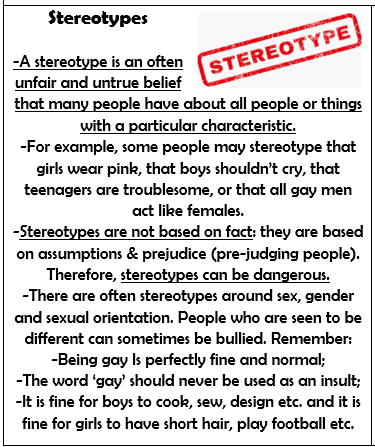 Stereotypes
STEREOTYPE
-A stereotype is an often
unfair and untrue belief
that many people have about all people or things
with a particular characteristic.
-For example, some people may stereotype that
girls wear pink, that boys shouldn't cry, that
teenagers are troublesome, or that all gay men
act like females.
-Stereotypes are not based on fact: they are based
on assumptions & prejudice (pre-judging people).
Therefore, stereotypes can be dangerous.
-There are often stereotypes around sex, gender
and sexual orientation. People who are seen to be
different can sometimes be bullied. Remember:
-Being gay Is perfectly fine and normal;
-The word 'gay' should never be used as an insult;
-It is fine for boys to cook, sew, design etc. and it is
fine for girls to have short hair, play football etc.